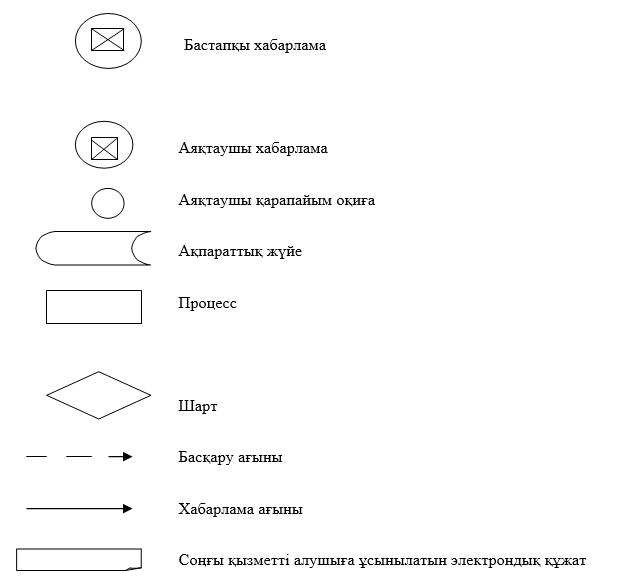 Бастапқы хабарлама
Аяқтаушы хабарлама
Аяқтаушы қарапайым оқиға
Ақпараттық жүйе
Процесс
Шарт
Басқару ағыны
Хабарлама ағыны
Соңғы қызметті алушыға ұсынылатын электрондық құжат